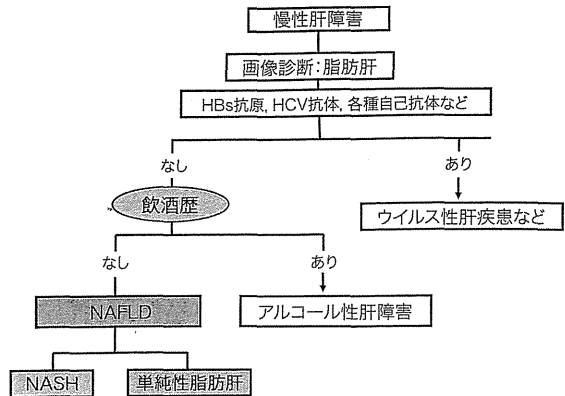 慢性肝障害
画像診断:脂肪肝
HBs抗原, HCV抗体, 各種自己抗体など
なし
あり
飲酒歴
ウイルス性肝疾患など
なし
あり
NAFLD
アルコール性肝障害
NASH
単純性脂肪肝